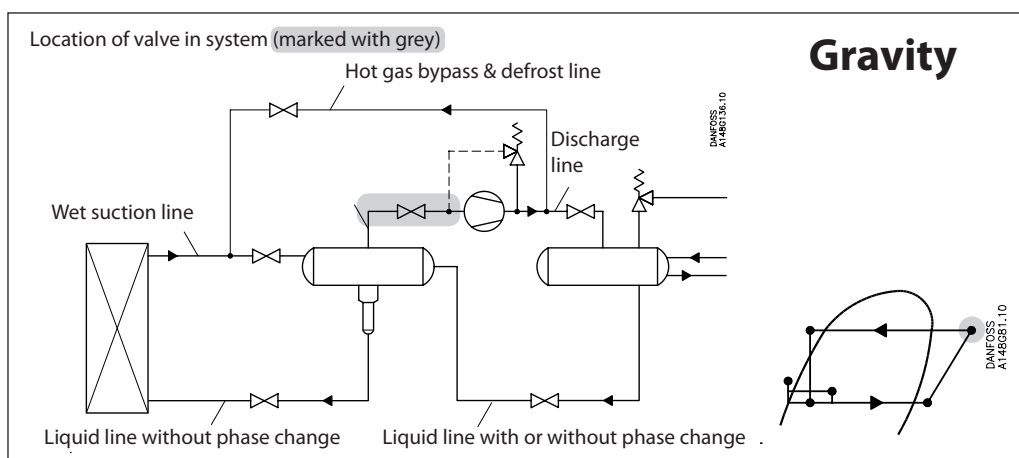 Location of valve in system (marked with grey)
Gravity
Hot gas bypass & defrost line
DANFOSS
A148G136.10
Discharge
line
Wet suction line
DANFOSS
A148G81.10
Liquid line without phase change
Liquid line with or without phase change .